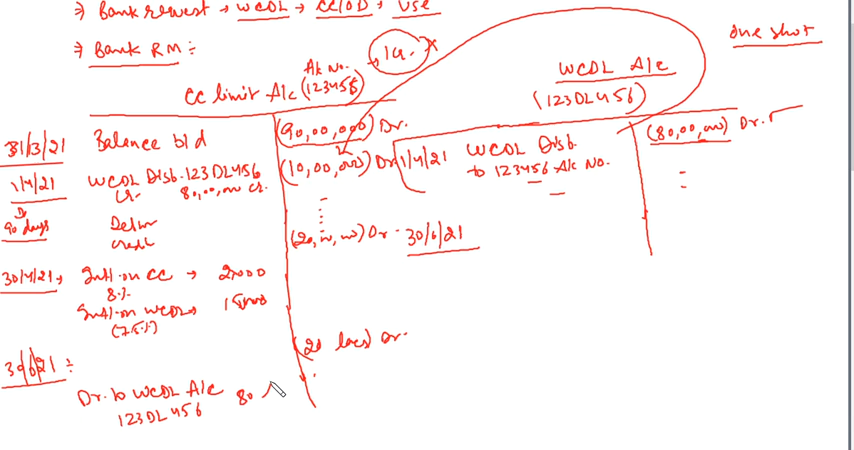 ⇒ Bank request → WCDL → CC/OD → use
⇒ Bank RM :-
1a.
one shot
CC limit A/c (A/c No. 123456)
WCDL A/c
(123DL456)
31/3/21 Balance b/d (90,00,000) Dr.
1/4/21 WCDL Disb. 123DL456 (10,00,000) Dr
Cr. 80,00,000 Cr.
90 days Debit
credit
(20,00,000) Dr - 30/6/21
1/4/21 WCDL Disb. (80,00,000) Dr.
to 123456 A/c No.
30/4/21 Intt. on CC → 2000
8%
Intt. on WCDL →
(7.5%)
(20 lacs) Dr.
30/6/21 :-
Dr. to WCDL A/c 80
123DL456